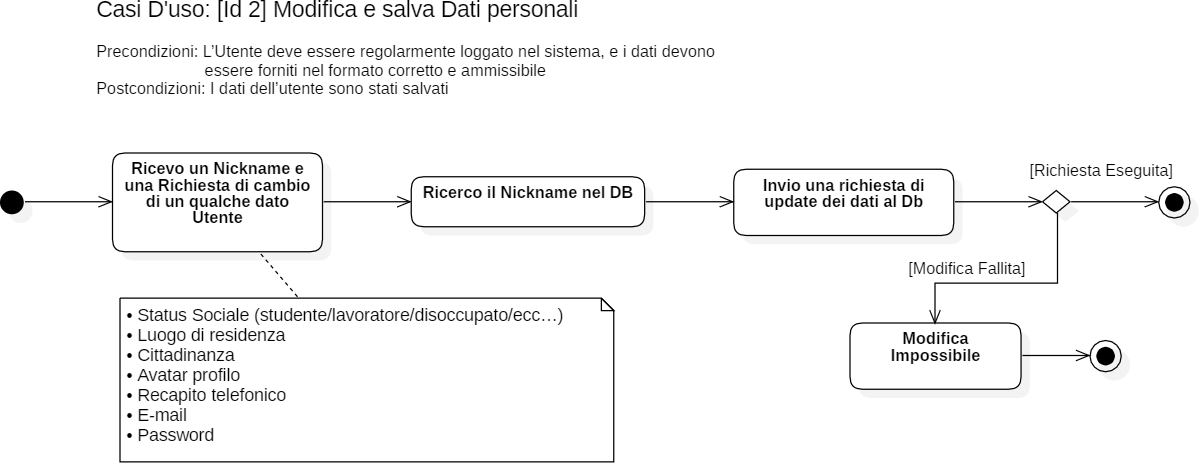 Casi D'uso: [Id 2] Modifica e salva Dati personali
Precondizioni: L’Utente deve essere regolarmente loggato nel sistema, e i dati devono
essere forniti nel formato corretto e ammissibile
Postcondizioni: I dati dell’utente sono stati salvati
Ricevo un Nickname e
una Richiesta di cambio
di un qualche dato
Utente
Ricerco il Nickname nel DB
Invio una richiesta di
update dei dati al Db
[Richiesta Eseguita]
[Modifica Fallita]
Modifica
Impossibile
• Status Sociale (studente/lavoratore/disoccupato/ecc…)
• Luogo di residenza
• Cittadinanza
• Avatar profilo
• Recapito telefonico
• E-mail
• Password